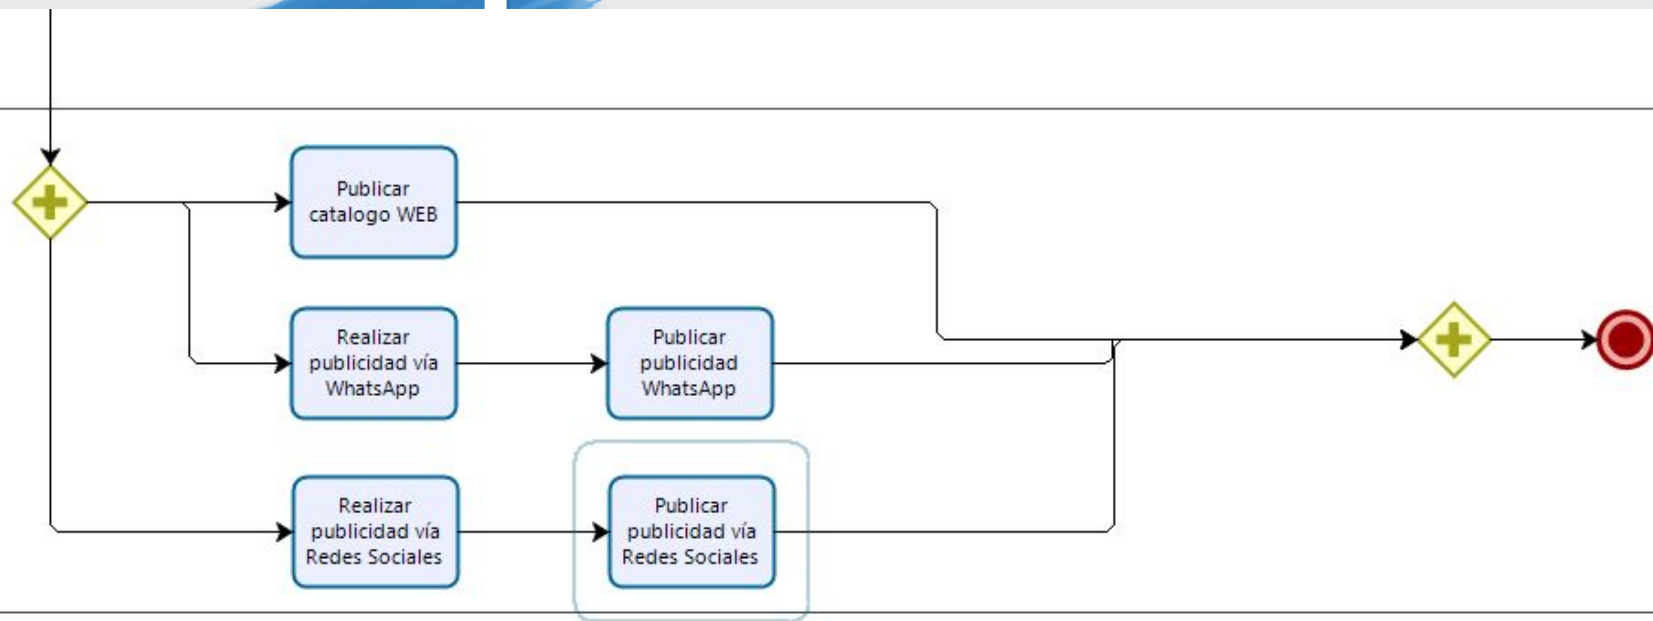 Publicar
catalogo WEB
Realizar
publicidad vía
WhatsApp
Publicar
publicidad
WhatsApp
Realizar
publicidad vía
Redes Sociales
Publicar
publicidad vía
Redes Sociales